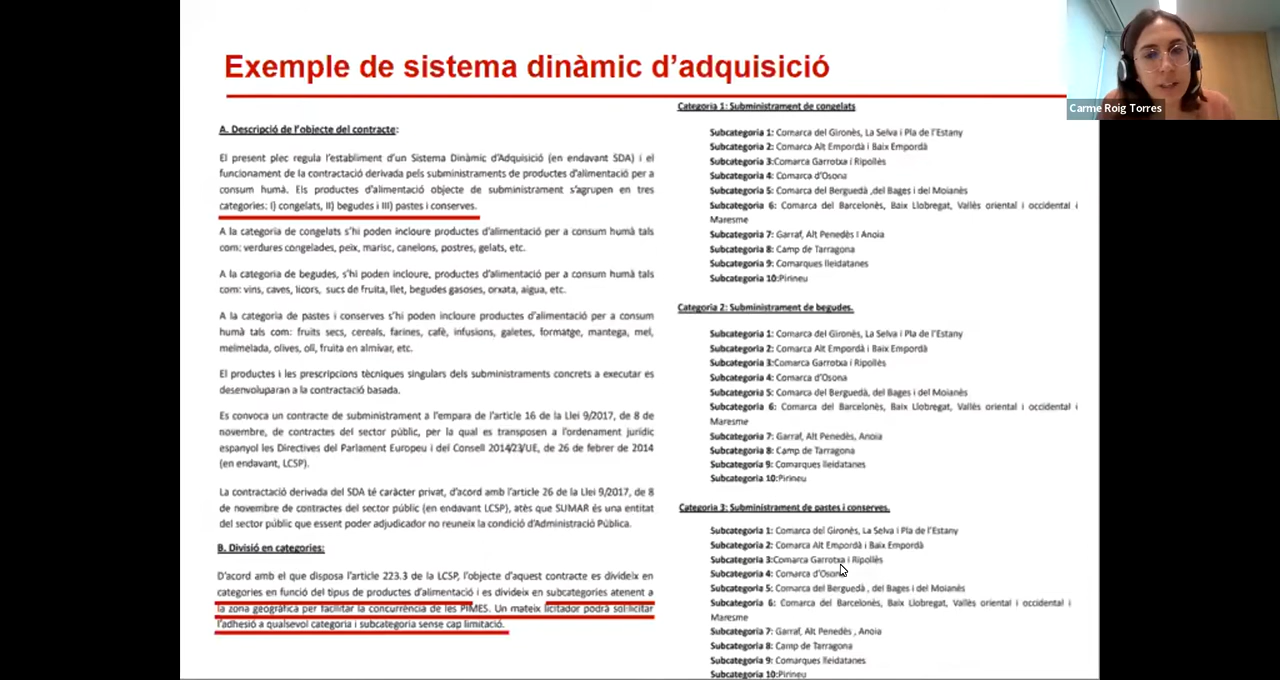 Exemple de sistema dinàmic d'adquisició
A. Descripció de l'objecte del contracte:
El present plec regula l'establiment d'un Sistema Dinàmic d'Adquisició (en endavant SDA) i el
funcionament de la contractació derivada pels subministraments de productes d'alimentació per a
consum humà. Els productes d'alimentació objecte de subministrament s'agrupen en tres
categories: I) congelats, II) begudes i III) pastes i conserves.
A la categoria de congelats s'hi poden incloure productes d'alimentació per a consum humà tals
com: verdures congelades, peix, marisc, canelons, postres, gelats, etc.
A la categoria de begudes, s'hi poden incloure, productes d'alimentació per a consum humà tals
com: vins, caves, licors, sucs de fruita, llet, begudes gasoses, orxata, aigua, etc.
A la categoria de pastes i conserves s'hi poden incloure productes d'alimentació per a consum
humà tals com: fruits secs, cereals, farines, cafè, infusions, galetes, formatge, mantega, mel,
melmelada, olives, oli, fruita en almívar, etc.
El productes i les prescripcions tècniques singulars dels subministraments concrets a executar es
desenvoluparan a la contractació basada.
Es convoca un contracte de subministrament a l'empara de l'article 16 de la Llei 9/2017, de 8 de
novembre, de contractes del sector públic, per la qual es transposen a l'ordenament jurídic
espanyol les Directives del Parlament Europeu i del Consell 2014/23/UE, de 26 de febrer de 2014
(en endavant, LCSP).
La contractació derivada del SDA té caràcter privat, d'acord amb l'article 26 de la Llei 9/2017, de 8
de novembre de contractes del sector públic (en endavant LCSP), atès que SUMAR és una entitat
del sector públic que essent poder adjudicador no reuneix la condició d'Administració Pública.
B. Divisió en categories:
D'acord amb el que disposa l'article 223.3 de la LCSP, l'objecte d'aquest contracte es divideix en
categories en funció del tipus de productes d'alimentació i es divideix en subcategories atenent a
la zona geogràfica per facilitar la concurrència de les PIMES. Un mateix licitador podrà sol·licitar
l'adhesió a qualsevol categoria i subcategoria sense cap limitació.
Categoria 1: Subministrament de congelats
Subcategoria 1: Comarca del Gironès, La Selva i Pla de l'Estany
Subcategoria 2: Comarca Alt Empordà i Baix Empordà
Subcategoria 3:Comarca Garrotxa i Ripollès
Subcategoria 4: Comarca d'Osona
Subcategoria 5: Comarca del Berguedà ,del Bages i del Moianès
Subcategoria 6: Comarca del Barcelonès, Baix Llobregat, Vallès oriental i occidental i
Maresme
Subcategoria 7: Garraf, Alt Penedès i Anoia
Subcategoria 8: Camp de Tarragona
Subcategoria 9: Comarques lleidatanes
Subcategoria 10:Pirineu
Categoria 2: Subministrament de begudes.
Subcategoria 1: Comarca del Gironès, La Selva i Pla de l'Estany
Subcategoria 2: Comarca Alt Empordà i Baix Empordà
Subcategoria 3:Comarca Garrotxa i Ripollès
Subcategoria 4: Comarca d'Osona
Subcategoria 5: Comarca del Berguedà, del Bages i del Moianès
Subcategoria 6: Comarca del Barcelonès, Baix Llobregat, Vallès oriental i occidental i
Maresme
Subcategoria 7: Garraf, Alt Penedès, Anoia
Subcategoria 8: Camp de Tarragona
Subcategoria 9: Comarques lleidatanes
Subcategoria 10:Pirineu
Categoria 3: Subministrament de pastes i conserves.
Subcategoria 1: Comarca del Gironès, La Selva i Pla de l'Estany
Subcategoria 2: Comarca Alt Empordà i Baix Empordà
Subcategoria 3:Comarca Garrotxa i Ripollès
Subcategoria 4: Comarca d'Osona
Subcategoria 5: Comarca del Berguedà , del Bages i del Moianès
Subcategoria 6: Comarca del Barcelonès, Baix Llobregat, Vallès oriental i occidental i
Maresme
Subcategoria 7: Garraf, Alt Penedès , Anoia
Subcategoria 8: Camp de Tarragona
Subcategoria 9: Comarques lleidatanes
Subcategoria 10:Pirineu
Carme Roig Torres